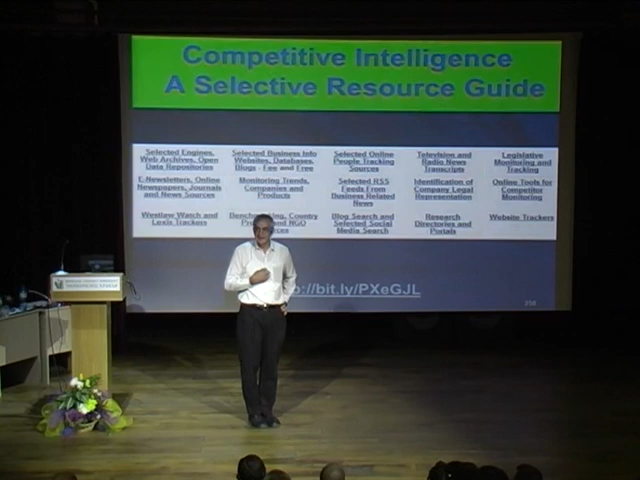 Competitive Intelligence
A Selective Resource Guide
Selected Engines,
Web Archives, Open
Data Repositories
Selected Business Info
Websites, Databases,
Blogs - Fee and Free
Selected Online
People Tracking
Sources
Television and
Radio News
Transcripts
Legislative
Monitoring and
Tracking
E-Newsletters, Online
Newspapers, Journals
and News Sources
Monitoring Trends,
Companies and
Products
Selected RSS
Feeds From
Business Related
News
Identification of
Company Legal
Representation
Online Tools for
Competitor
Monitoring
Westlaw Watch and
Lexis Trackers
Country
and NGO
Blog Search and
Selected Social
Media Search
Research
Directories and
Portals
Website Trackers
://bit.ly/PXeGJL